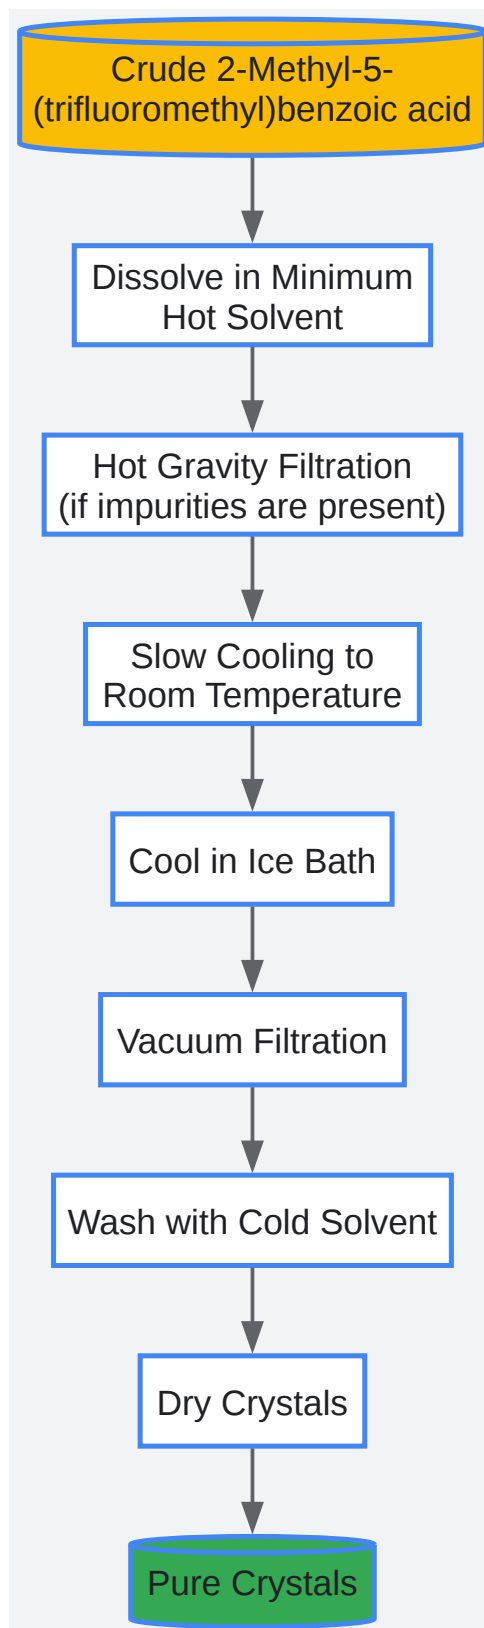 Crude 2-Methyl-5-
(trifluoromethyl)benzoic acid
Dissolve in Minimum
Hot Solvent
Hot Gravity Filtration
(if impurities are present)
Slow Cooling to
Room Temperature
Cool in Ice Bath
Vacuum Filtration
Wash with Cold Solvent
Dry Crystals
Pure Crystals